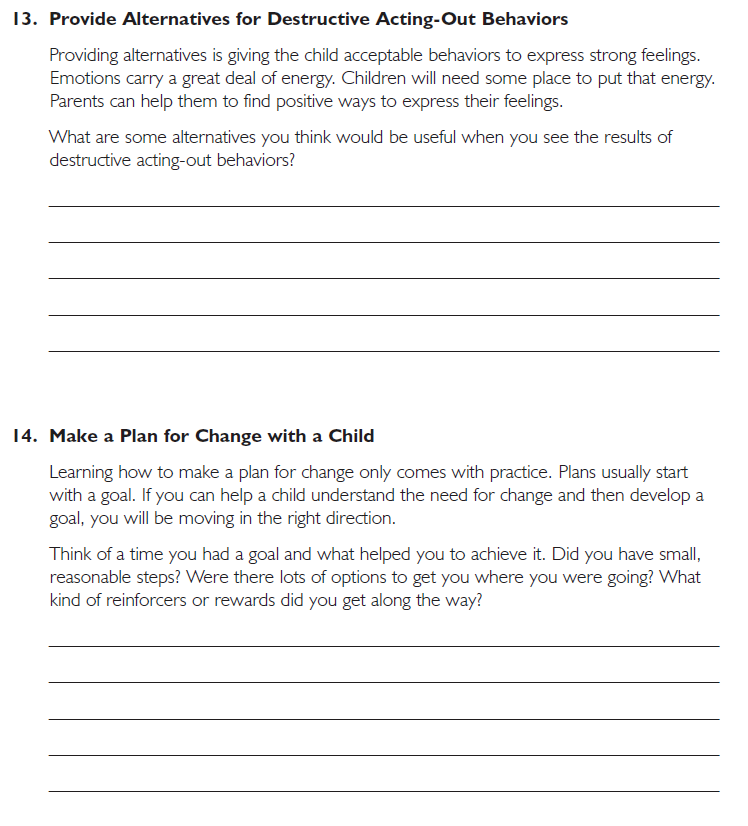 13. Provide Alternatives for Destructive Acting-Out Behaviors
Providing alternatives is giving the child acceptable behaviors to express strong feelings.
Emotions carry a great deal of energy. Children will need some place to put that energy.
Parents can help them to find positive ways to express their feelings.
What are some alternatives you think would be useful when you see the results of
destructive acting-out behaviors?
14. Make a Plan for Change with a Child
Learning how to make a plan for change only comes with practice. Plans usually start
with a goal. If you can help a child understand the need for change and then develop a
goal, you will be moving in the right direction.
Think of a time you had a goal and what helped you to achieve it. Did you have small,
reasonable steps? Were there lots of options to get you where you were going? What
kind of reinforcers or rewards did you get along the way?